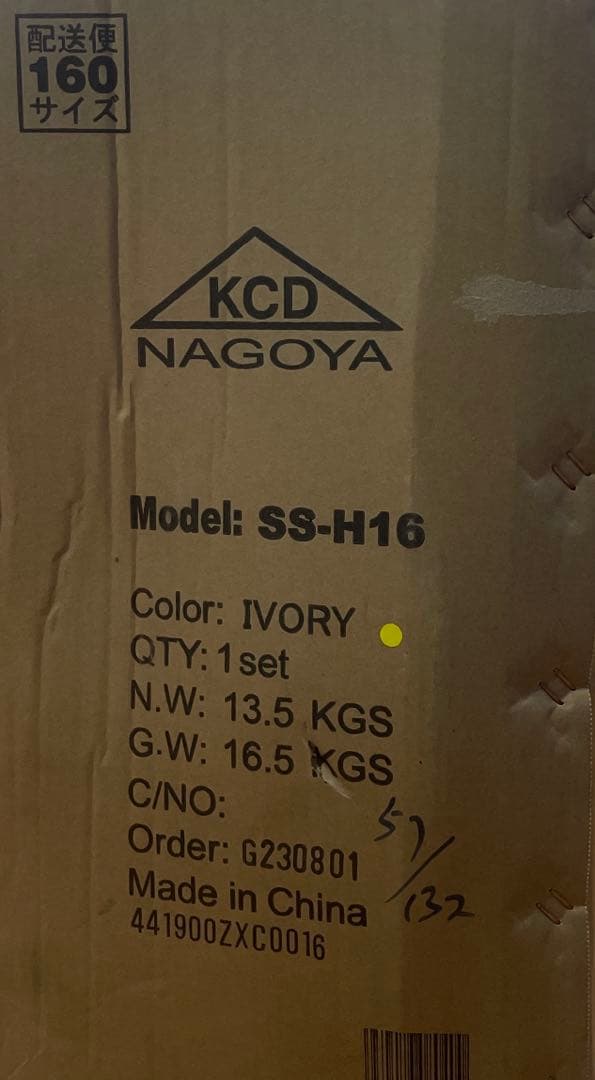 配送便
160
サイズ
KCD
NAGOYA
Model: SS-H16
Color: IVORY
QTY: 1 set
N.W: 13.5 KGS
G.W: 16.5 KGS
C/NO:
57/132
Order: G230801
Made in China
441900ZXC0016